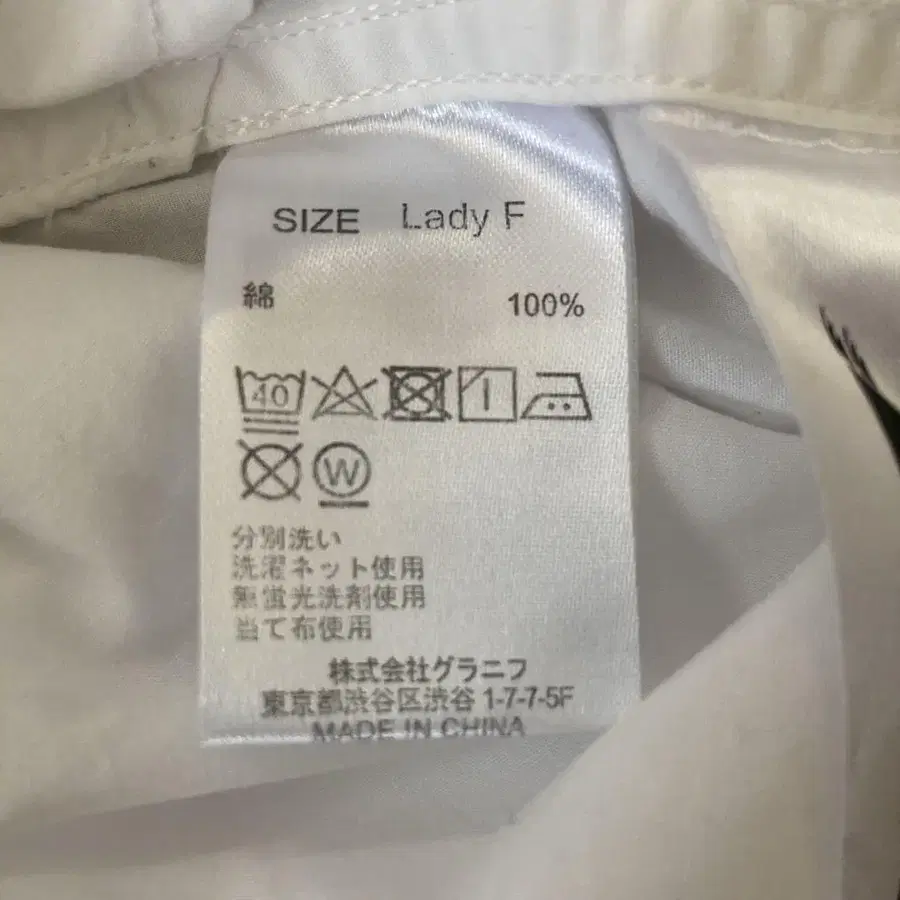 SIZE Lady F
綿 100%
40
W
分別洗い
洗濯ネット使用
無蛍光洗剤使用
当て布使用
株式会社グラニフ
東京都渋谷区渋谷 1-7-7-5F
MADE IN CHINA